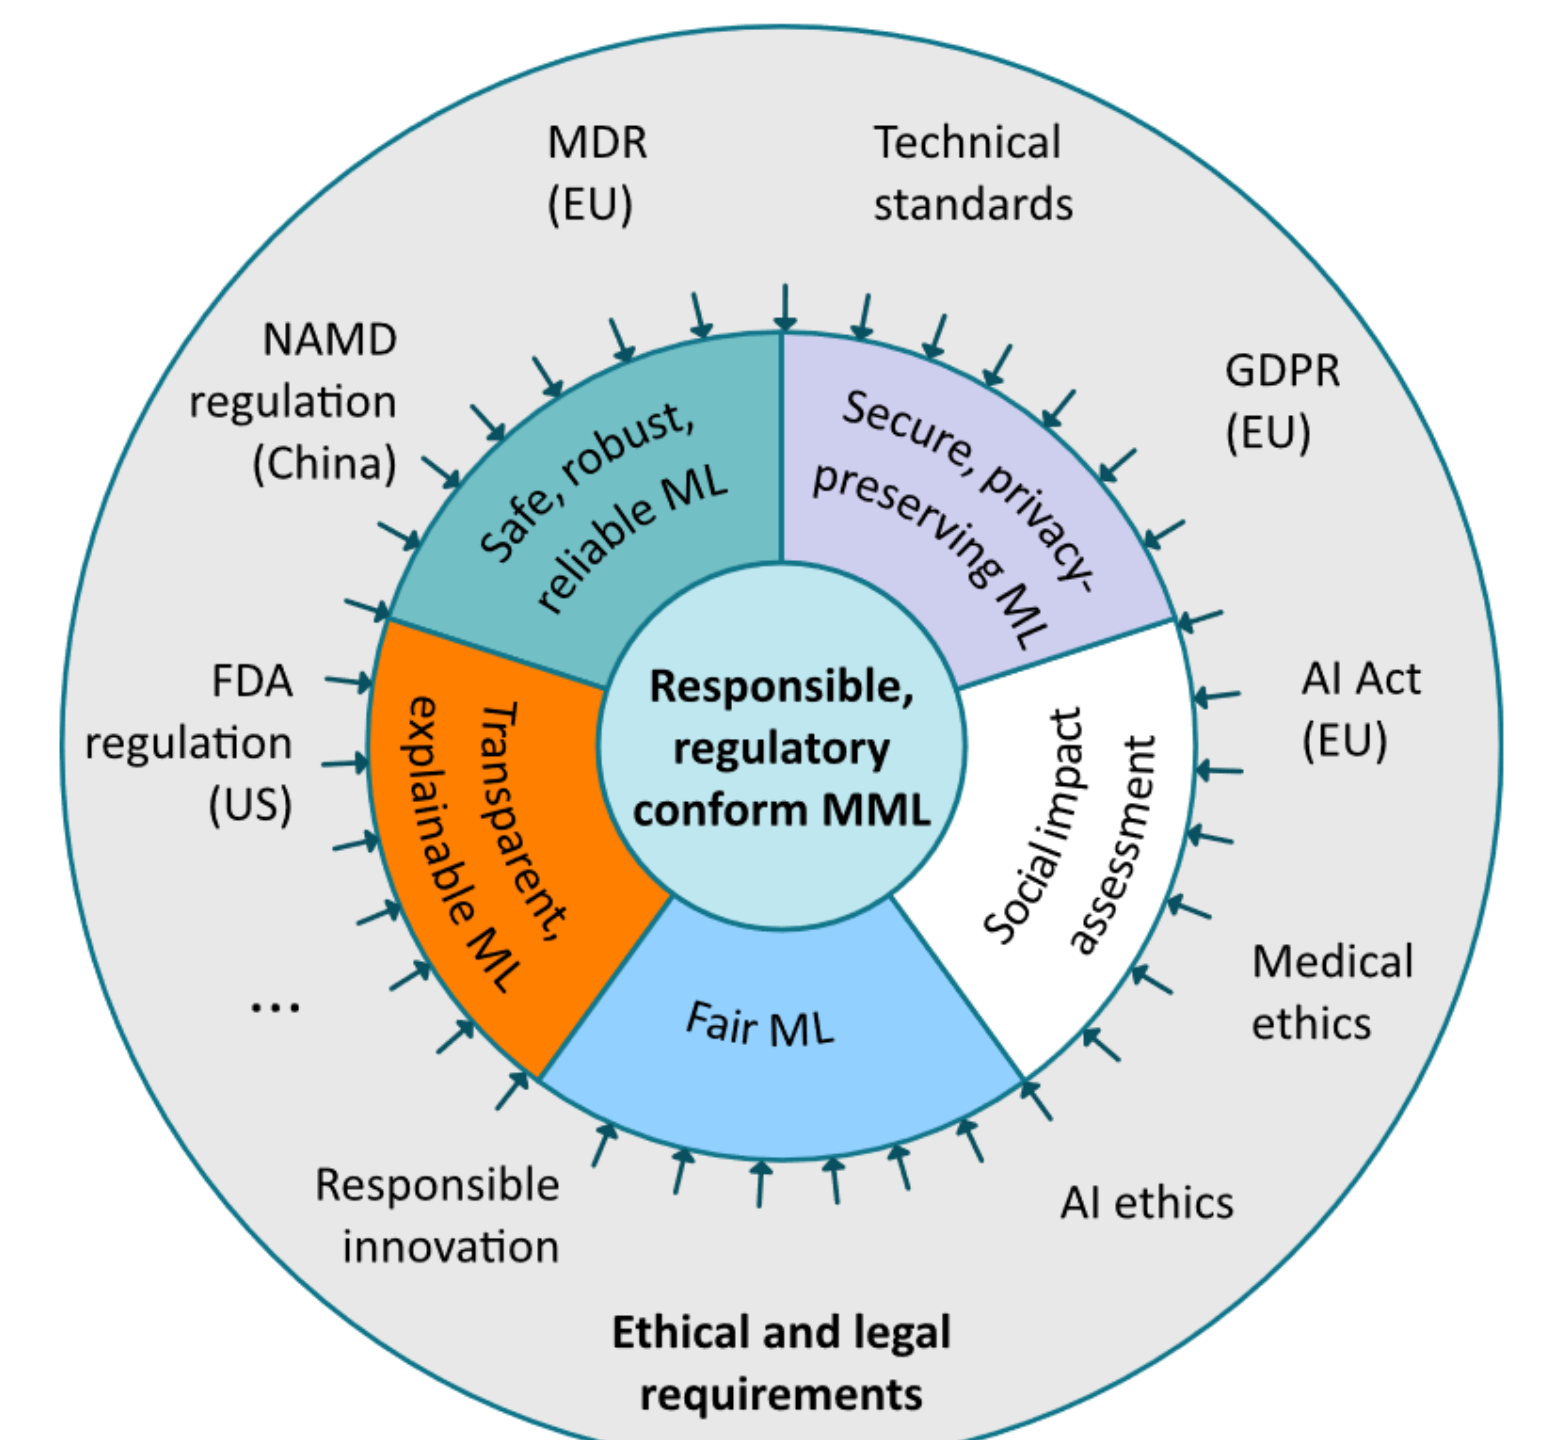 MDR
(EU)
Technical
standards
NAMD
regulation
(China)
GDPR
(EU)
Safe, robust,
reliable ML
Secure, privacy-
preserving ML
FDA
regulation
(US)
Transparent,
explainable ML
Responsible,
regulatory
conform MML
Social impact
assessment
AI Act
(EU)
Medical
ethics
...
Fair ML
Responsible
innovation
AI ethics
Ethical and legal
requirements